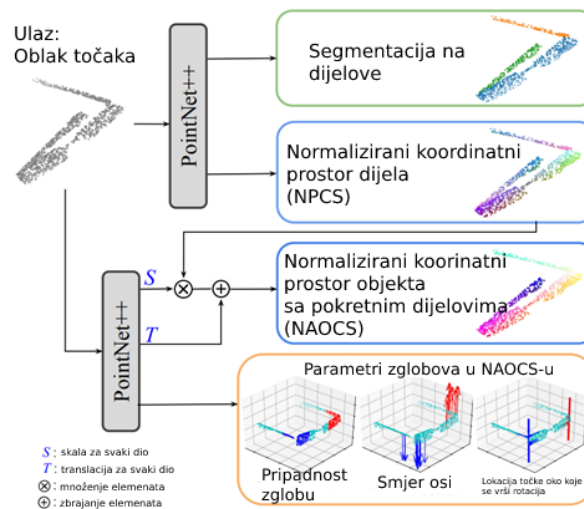 Ulaz:
Oblak točaka
PointNet++
Segmentacija na
dijelove
Normalizirani koordinatni
prostor dijela
(NPCS)
PointNet++
S
T
Normalizirani koorinatni
prostor objekta
sa pokretnim dijelovima
(NAOCS)
Parametri zglobova u NAOCS-u
Pripadnost
zglobu
Smjer osi
Lokacija točke oko koje
se vrši rotacija
S : skala za svaki dio
T : translacija za svaki dio
⊗ : množenje elemenata
⊕ : zbrajanje elemenata